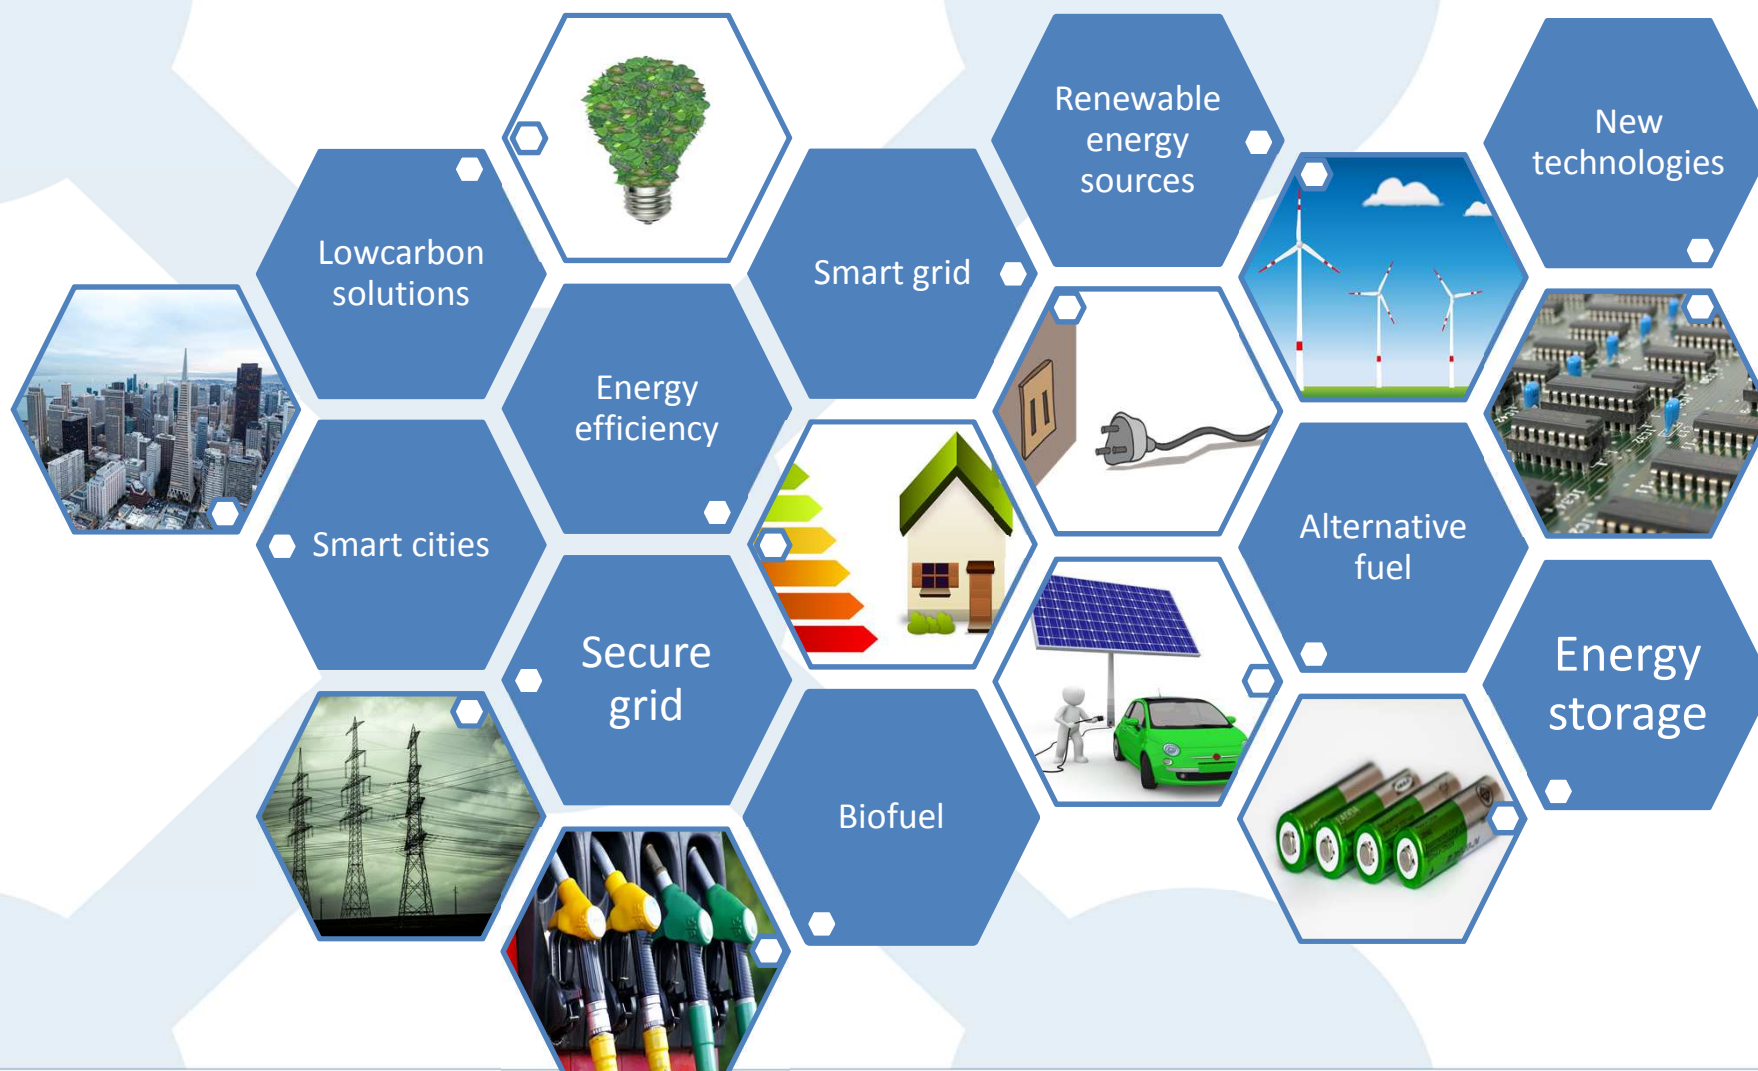 Renewable
energy
sources
New
technologies
Lowcarbon
solutions
Smart grid
Energy
efficiency
Smart cities
Alternative
fuel
Secure
grid
Energy
storage
Biofuel